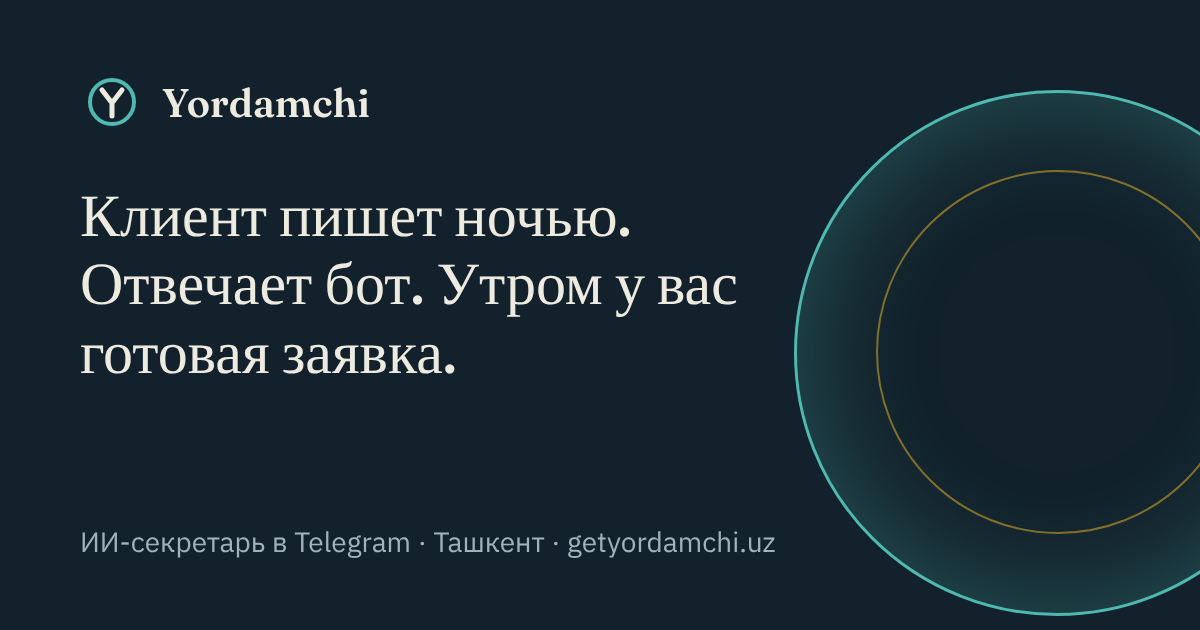 Yordamchi
Клиент пишет ночью.
Отвечает бот. Утром у вас
готовая заявка.
ИИ-секретарь в Telegram · Ташкент · getyordamchi.uz